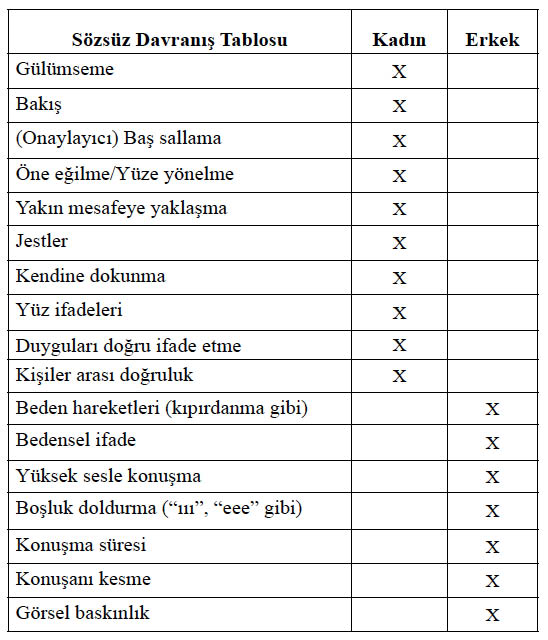 Sözsüz Davranış Tablosu Kadın Erkek
Gülümseme X
Bakış X
(Onaylayıcı) Baş sallama X
Öne eğilme/Yüze yönelme X
Yakın mesafeye yaklaşma X
Jestler X
Kendine dokunma X
Yüz ifadeleri X
Duyguları doğru ifade etme X
Kişiler arası doğruluk X
Beden hareketleri (kıpırdanma gibi) X
Bedensel ifade X
Yüksek sesle konuşma X
Boşluk doldurma (“ııı”, “eee” gibi) X
Konuşma süresi X
Konuşanı kesme X
Görsel baskınlık X